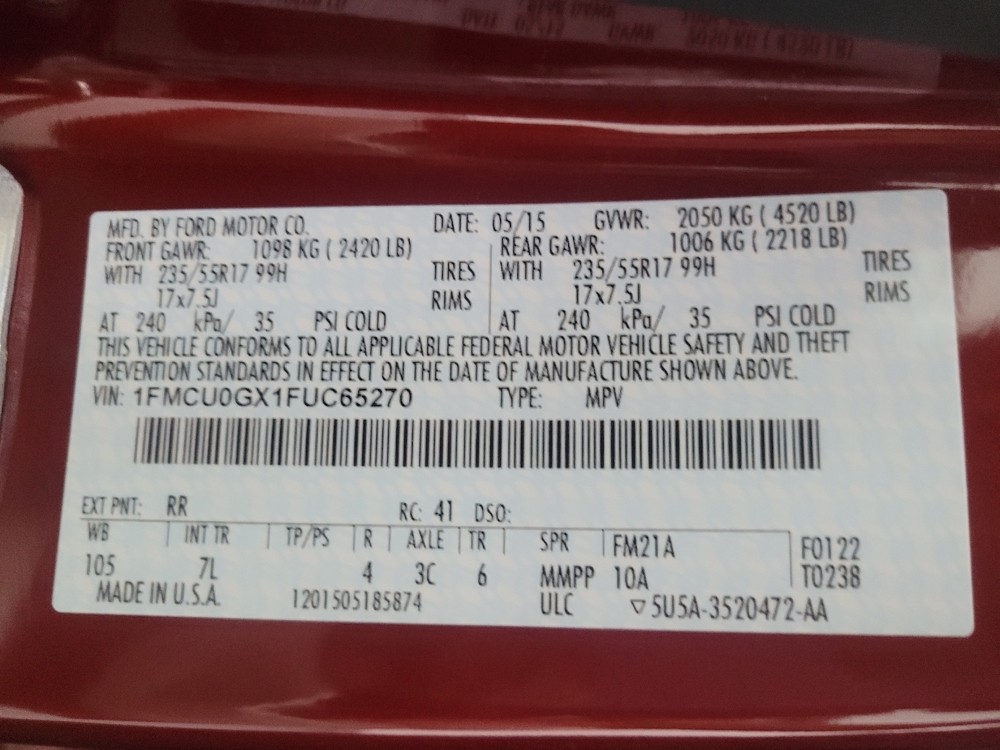 MFD. BY FORD MOTOR CO. DATE: 05/15 GVWR: 2050 KG ( 4520 LB)
FRONT GAWR: 1098 KG ( 2420 LB) REAR GAWR: 1006 KG ( 2218 LB)
WITH 235/55R17 99H TIRES WITH 235/55R17 99H TIRES
17x7.5J RIMS 17x7.5J RIMS
AT 240 kPa/ 35 PSI COLD AT 240 kPa/ 35 PSI COLD
THIS VEHICLE CONFORMS TO ALL APPLICABLE FEDERAL MOTOR VEHICLE SAFETY AND THEFT
PREVENTION STANDARDS IN EFFECT ON THE DATE OF MANUFACTURE SHOWN ABOVE.
VIN: 1FMCU0GX1FUC65270 TYPE: MPV
EXT PNT: RR RC: 41 DSO:
WB INT TR TP/PS R AXLE TR SPR FM21A F0122
105 7L 4 3C 6 MMPP 10A T0238
MADE IN U.S.A. 1201505185874 ULC ▽5U5A-3520472-AA